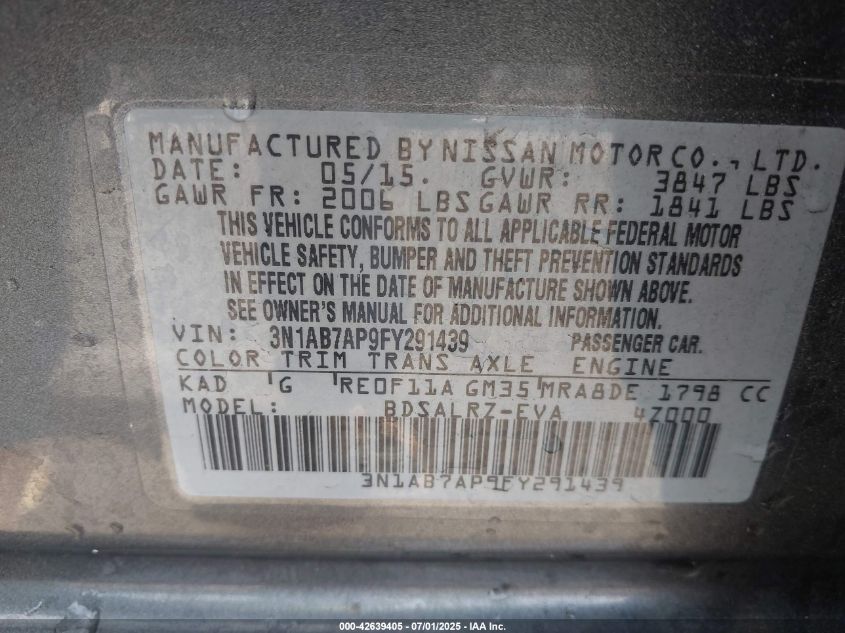 MANUFACTURED BY NISSAN MOTOR CO., LTD.
DATE: 05/15. GVWR: 3847 LBS
GAWR FR: 2006 LBS GAWR RR: 1841 LBS
THIS VEHICLE CONFORMS TO ALL APPLICABLE FEDERAL MOTOR
VEHICLE SAFETY, BUMPER AND THEFT PREVENTION STANDARDS
IN EFFECT ON THE DATE OF MANUFACTURE SHOWN ABOVE.
SEE OWNER'S MANUAL FOR ADDITIONAL INFORMATION.
VIN: 3N1AB7AP9FY291439 PASSENGER CAR.
COLOR TRIM TRANS AXLE ENGINE
KAD G RE0F11A GM35 MRA8DE 1798 CC
MODEL: BDSALRZ-EVA 4Z000
3N1AB7AP9FY291439
000-42639405 - 07/01/2025 - IAA Inc.